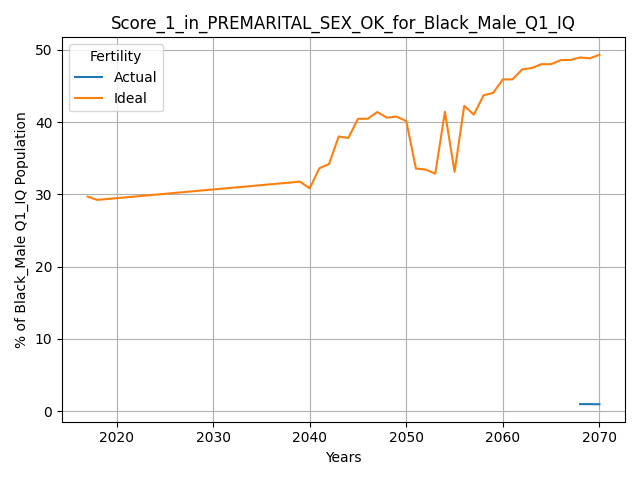 Score_1_in_PREMARITAL_SEX_OK_for_Black_Male_Q1_IQ
Fertility
Actual
Ideal
% of Black_Male Q1_IQ Population
50
40
30
20
10
0
2020 2030 2040 2050 2060 2070
Years